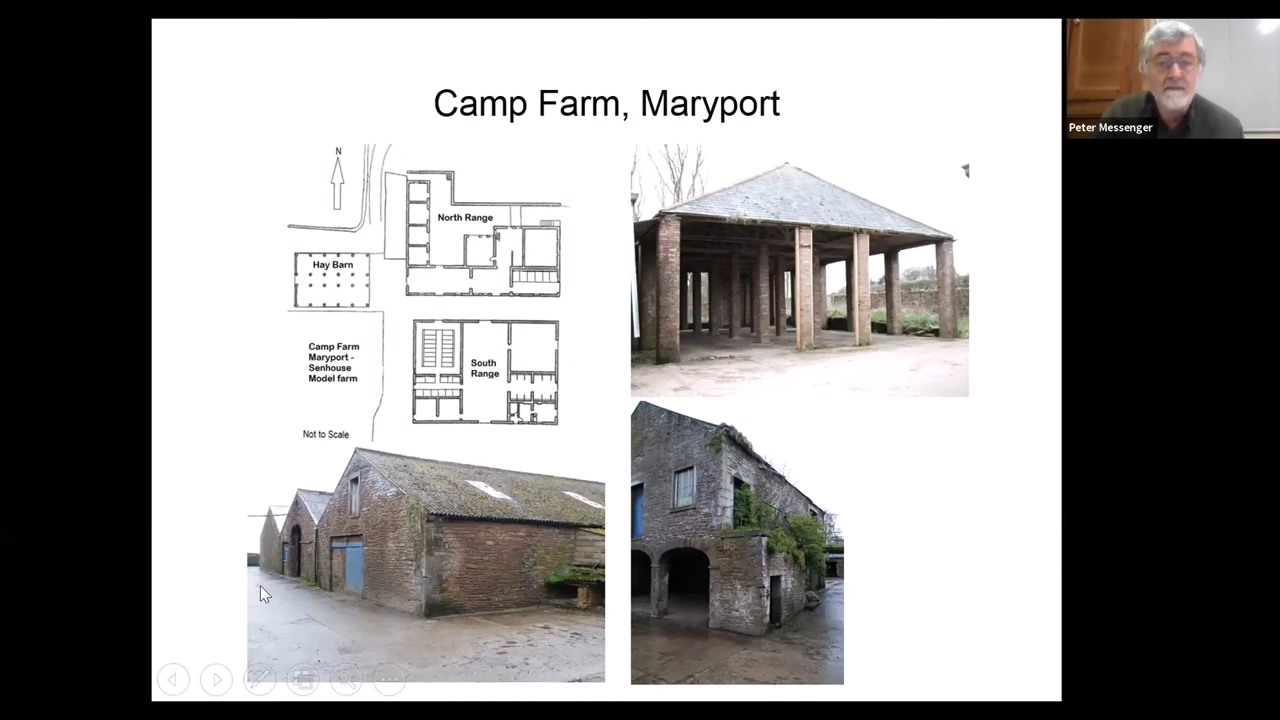 Camp Farm, Maryport
N
North Range
Hay Barn
Camp Farm
Maryport -
Senhouse
Model farm
South
Range
Not to Scale
Peter Messenger